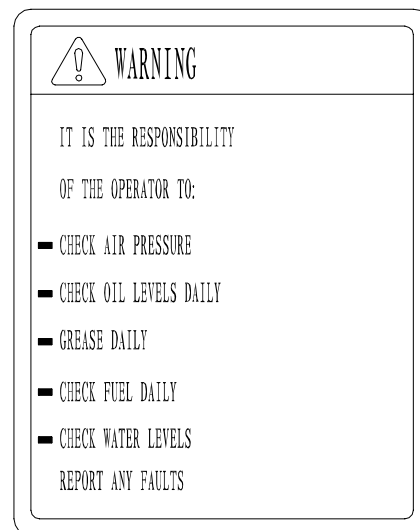 WARNING
IT IS THE RESPONSIBILITY
OF THE OPERATOR TO:
CHECK AIR PRESSURE
CHECK OIL LEVELS DAILY
GREASE DAILY
CHECK FUEL DAILY
CHECK WATER LEVELS
REPORT ANY FAULTS